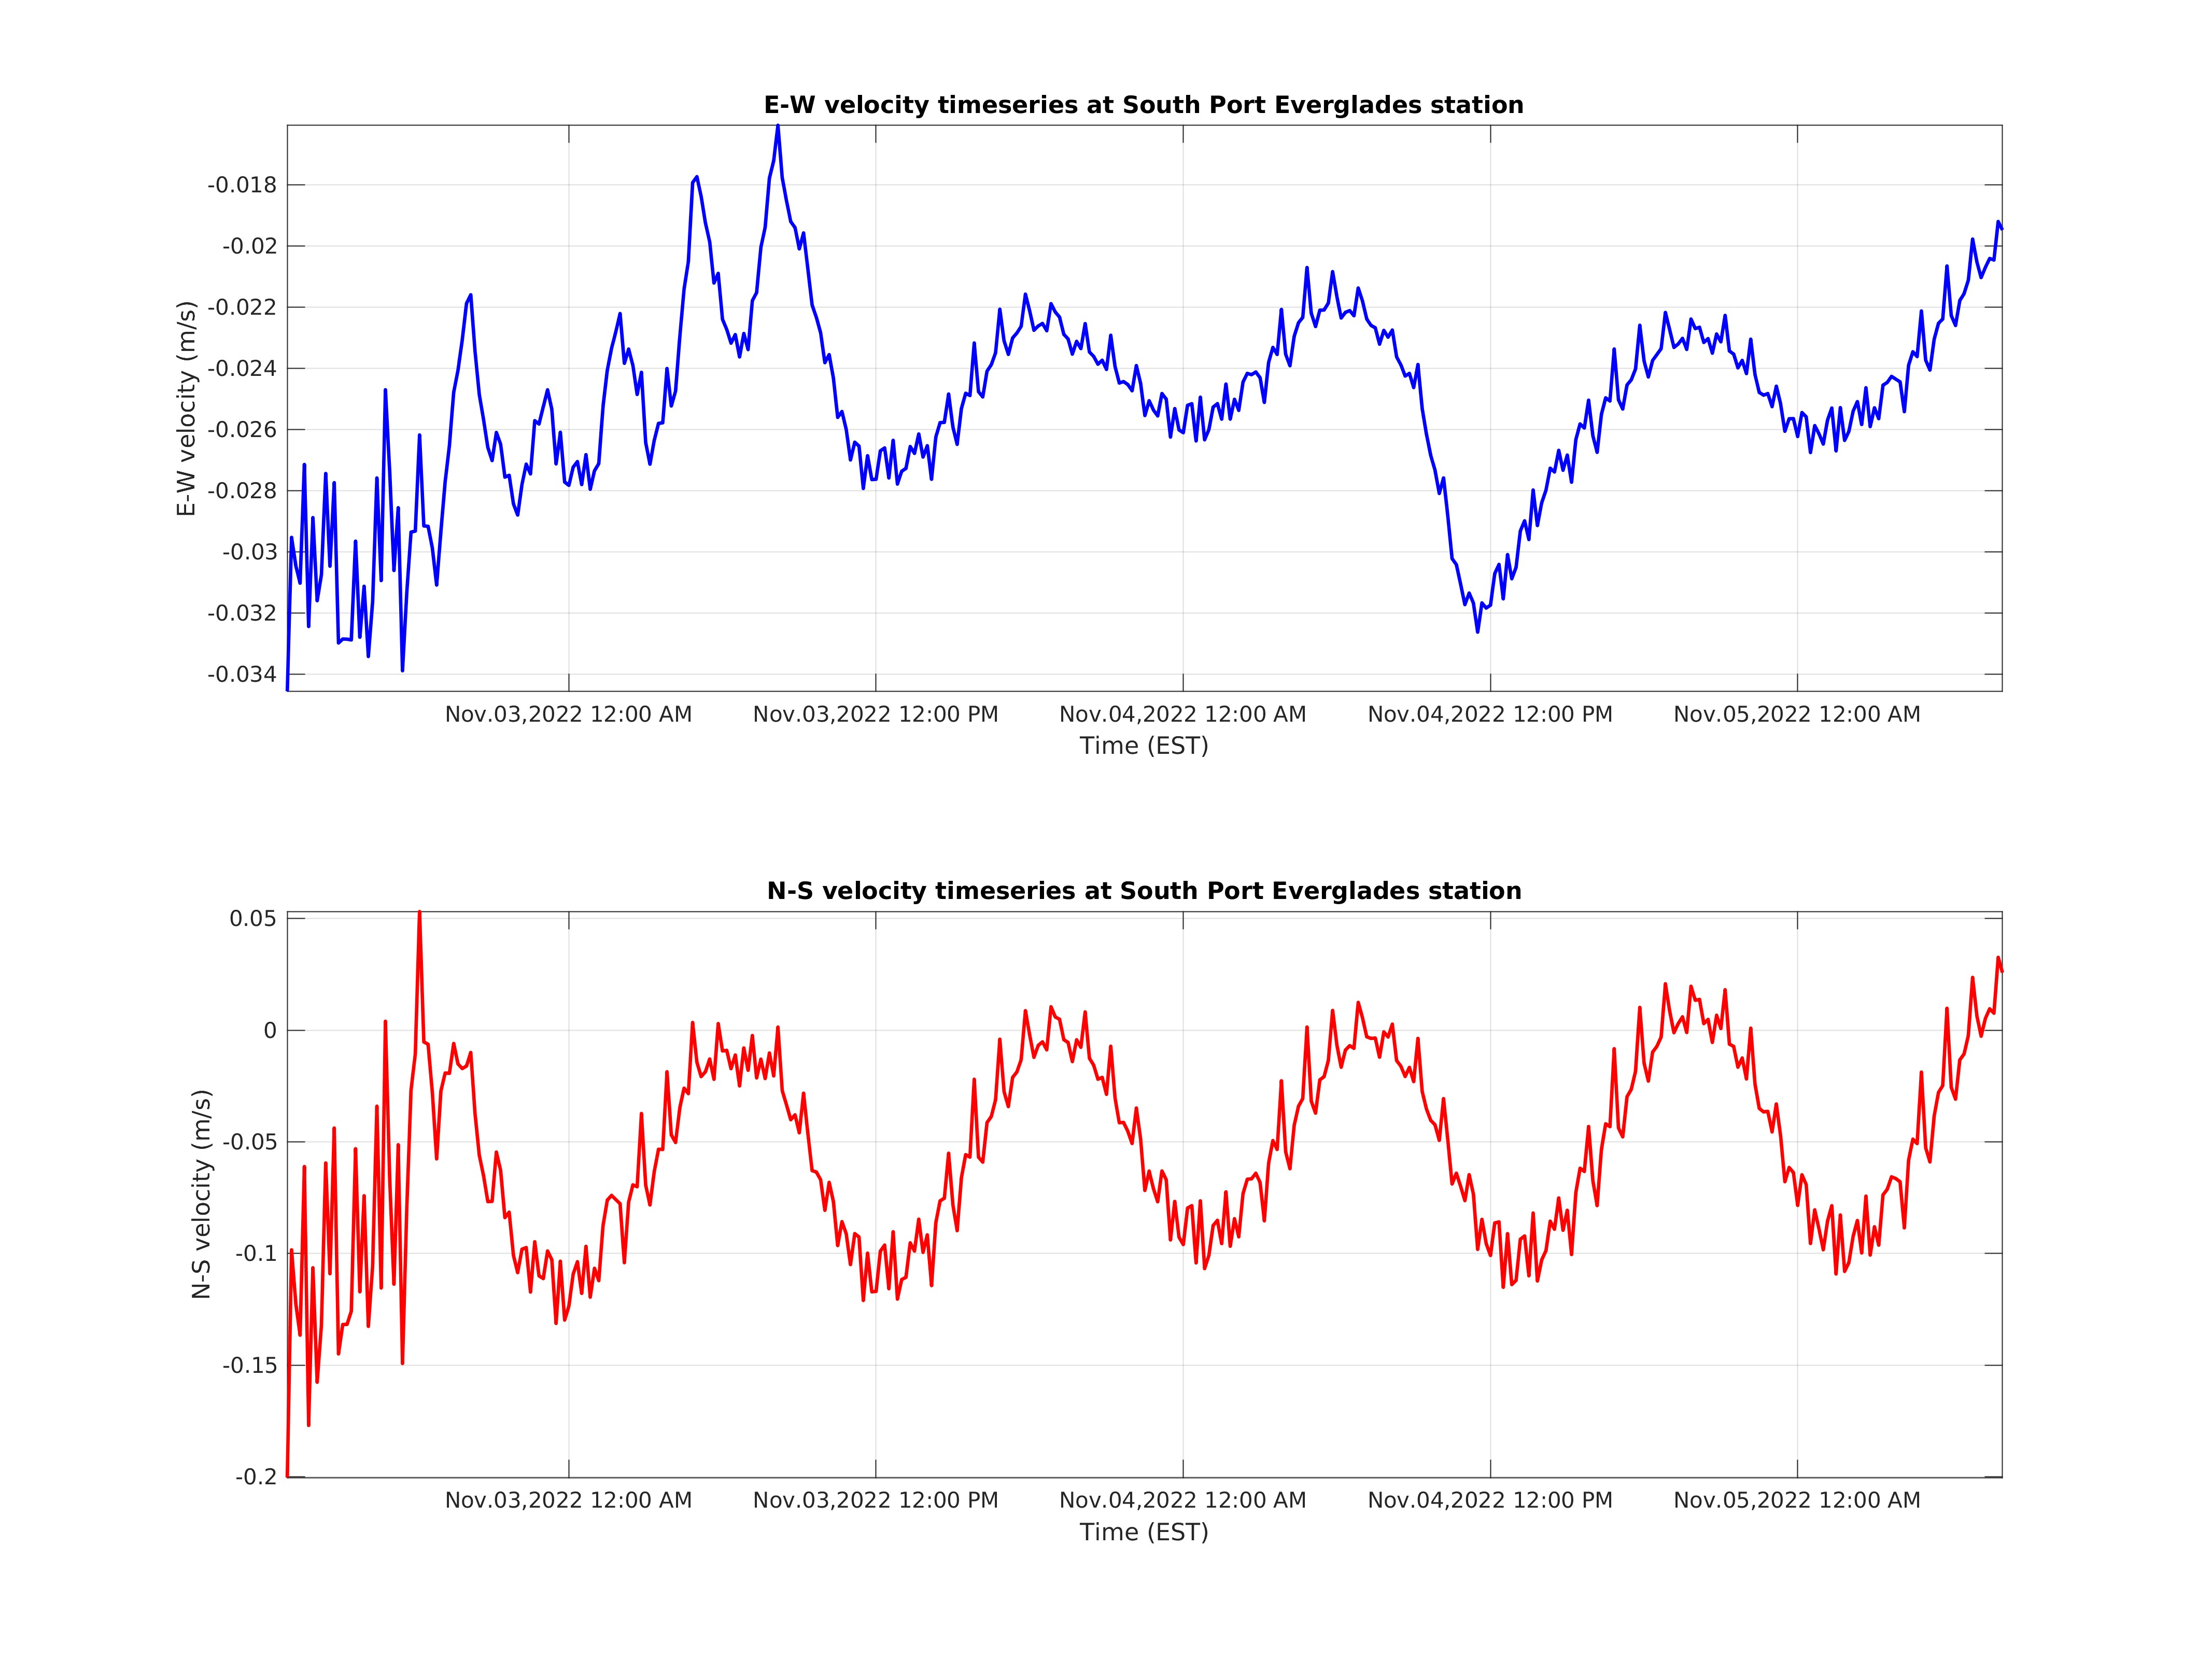 E-W velocity timeseries at South Port Everglades station
-0.018
-0.02
-0.022
-0.024
-0.026
-0.028
-0.03
-0.032
-0.034
E-W velocity (m/s)
Nov.03,2022 12:00 AM
Nov.03,2022 12:00 PM
Nov.04,2022 12:00 AM
Nov.04,2022 12:00 PM
Nov.05,2022 12:00 AM
Time (EST)
N-S velocity timeseries at South Port Everglades station
0.05
0
-0.05
-0.1
-0.15
-0.2
N-S velocity (m/s)
Nov.03,2022 12:00 AM
Nov.03,2022 12:00 PM
Nov.04,2022 12:00 AM
Nov.04,2022 12:00 PM
Nov.05,2022 12:00 AM
Time (EST)